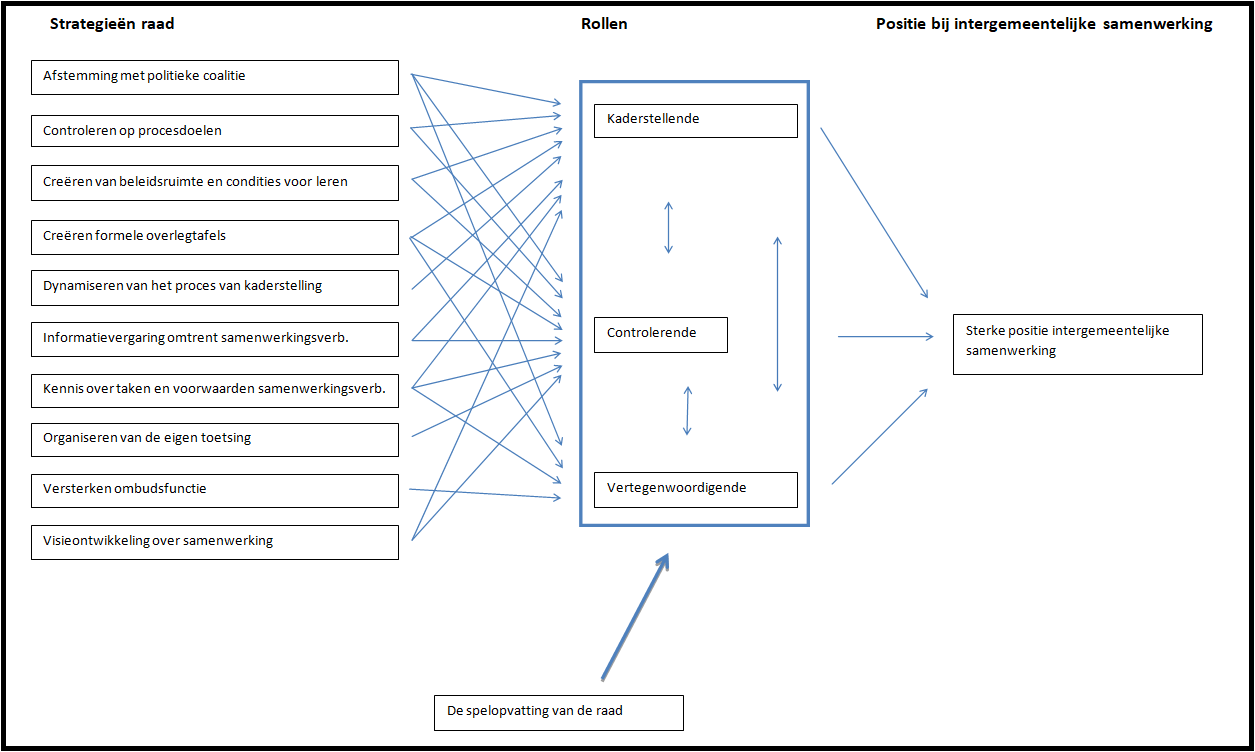 Strategieën raad
Rollen
Positie bij intergemeentelijke samenwerking
Afstemming met politieke coalitie
Controleren op procesdoelen
Creëren van beleidsruimte en condities voor leren
Creëren formele overlegtafels
Dynamiseren van het proces van kaderstelling
Informatievergaring omtrent samenwerkingsverb.
Kennis over taken en voorwaarden samenwerkingsverb.
Organiseren van de eigen toetsing
Versterken ombudsfunctie
Visieontwikkeling over samenwerking
Kaderstellende
Controlerende
Vertegenwoordigende
Sterke positie intergemeentelijke
samenwerking
De spelopvatting van de raad